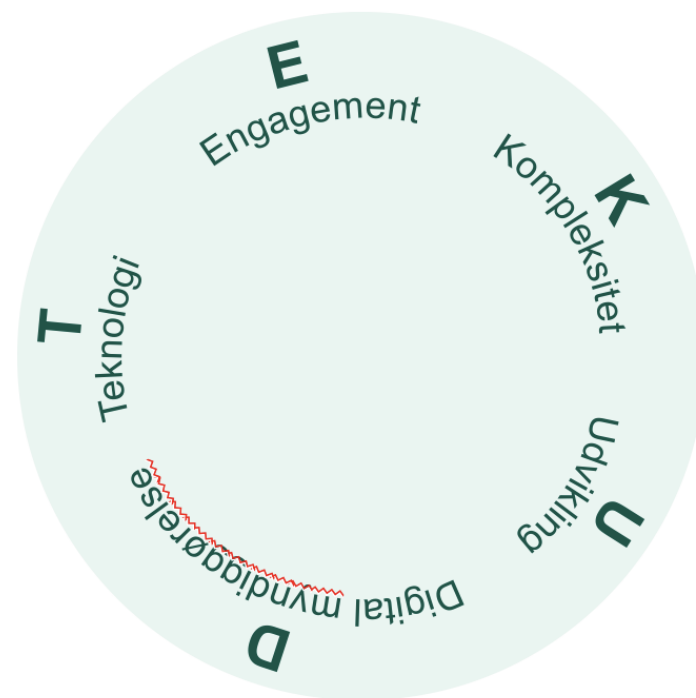 E
Engagement
K
Kompleksitet
U
Udvikling
D
Digital myndiggørelse
T
Teknologi